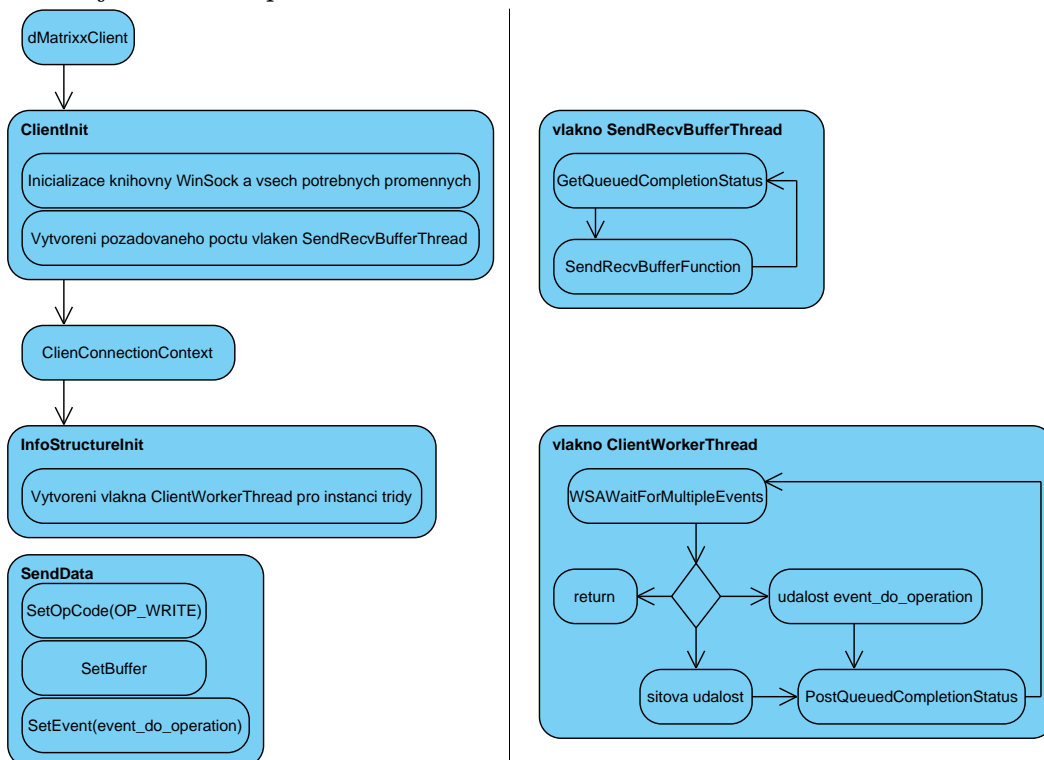 dMatrixxClient
ClientInit
Inicializace knihovny WinSock a vsech potrebnych promennych
Vytvoreni pozadovaneho poctu vlaken SendRecvBufferThread
ClienConnectionContext
InfoStructureInit
Vytvoreni vlakna ClientWorkerThread pro instanci tridy
SendData
SetOpCode(OP_WRITE)
SetBuffer
SetEvent(event_do_operation)
vlakno SendRecvBufferThread
GetQueuedCompletionStatus
SendRecvBufferFunction
vlakno ClientWorkerThread
WSAWaitForMultipleEvents
return
udalost event_do_operation
sitova udalost
PostQueuedCompletionStatus